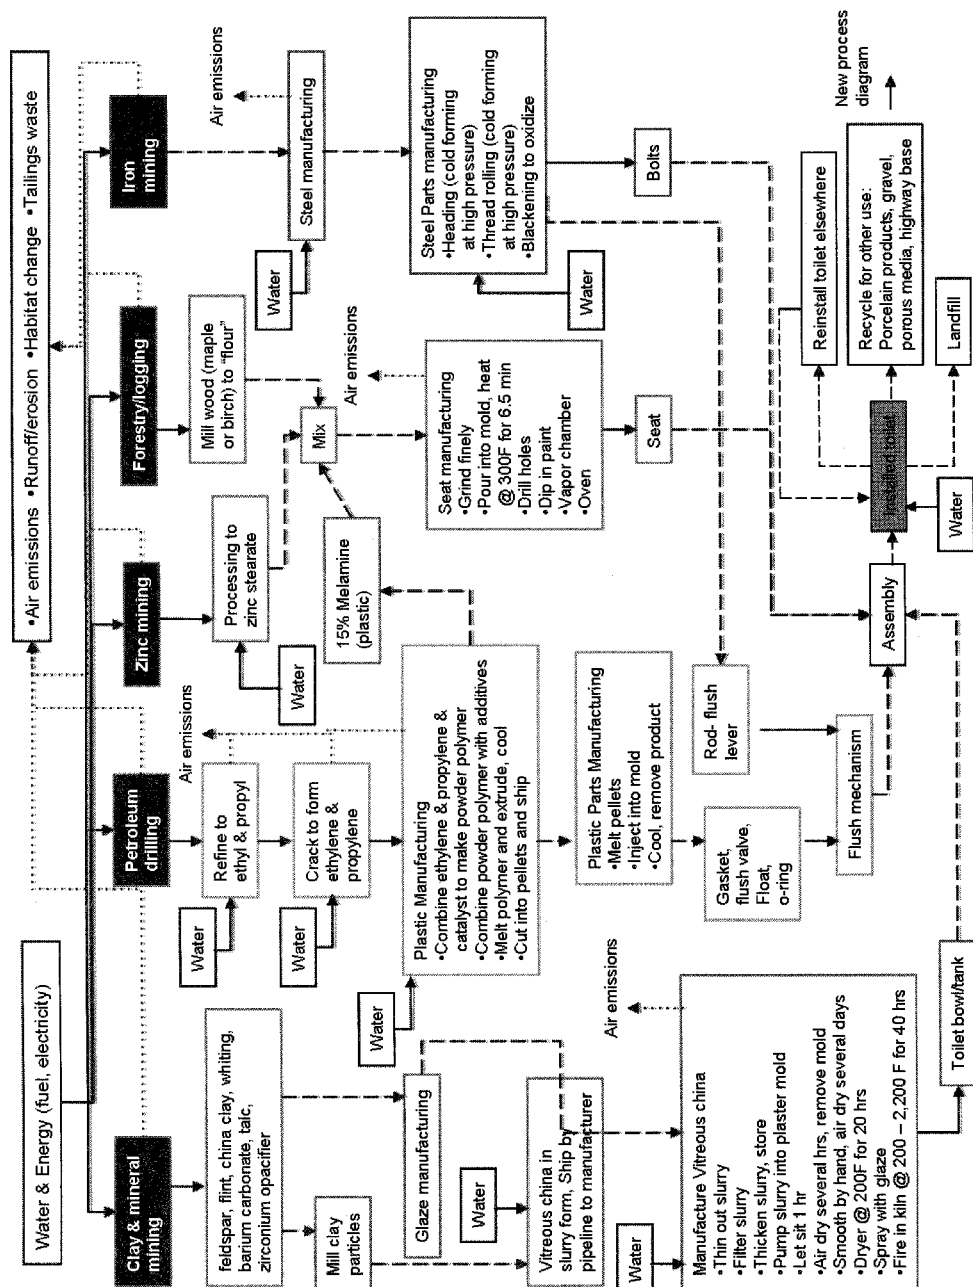 Water & Energy (fuel, electricity)
•Air emissions •Runoff/erosion •Habitat change •Tailings waste
Clay & mineral
mining
Petroleum
drilling
Zinc mining
Forestry/logging
Iron
mining
feldspar, flint, china clay, whiting,
barium carbonate, talc,
zirconium opacifier
Mill clay
particles
Glaze manufacturing
Water
Vitreous china in
slurry form, Ship by
pipeline to manufacturer
Water
Manufacture Vitreous china
•Thin out slurry
•Filter slurry
•Thicken slurry, store
•Pump slurry into plaster mold
•Let sit 1 hr
•Air dry several hrs, remove mold
•Smooth by hand, air dry several days
•Dryer @ 200F for 20 hrs
•Spray with glaze
•Fire in kiln @ 200 – 2,200 F for 40 hrs
Air emissions
Toilet bowl/tank
Water
Refine to
ethyl & propyl
Air emissions
Water
Crack to form
ethylene &
propylene
Water
Plastic Manufacturing
•Combine ethylene & propylene &
catalyst to make powder polymer
•Combine powder polymer with additives
•Melt polymer and extrude, cool
•Cut into pellets and ship
Plastic Parts Manufacturing
•Melt pellets
•Inject into mold
•Cool, remove product
Gasket,
flush valve,
Float,
o-ring
Rod- flush
lever
Flush mechanism
Water
Processing to
zinc stearate
15% Melamine
(plastic)
Mill wood (maple
or birch) to "flour"
Mix
Air emissions
Seat manufacturing
•Grind finely
•Pour into mold, heat
@ 300F for 6.5 min
•Drill holes
•Dip in paint
•Vapor chamber
•Oven
Seat
Air emissions
Water
Steel manufacturing
Water
Steel Parts manufacturing
•Heading (cold forming
at high pressure)
•Thread rolling (cold forming
at high pressure)
•Blackening to oxidize
Bolts
Assembly
Water
Installed toilet
Reinstall toilet elsewhere
Recycle for other use:
Porcelain products, gravel,
porous media, highway base
Landfill
New process
diagram